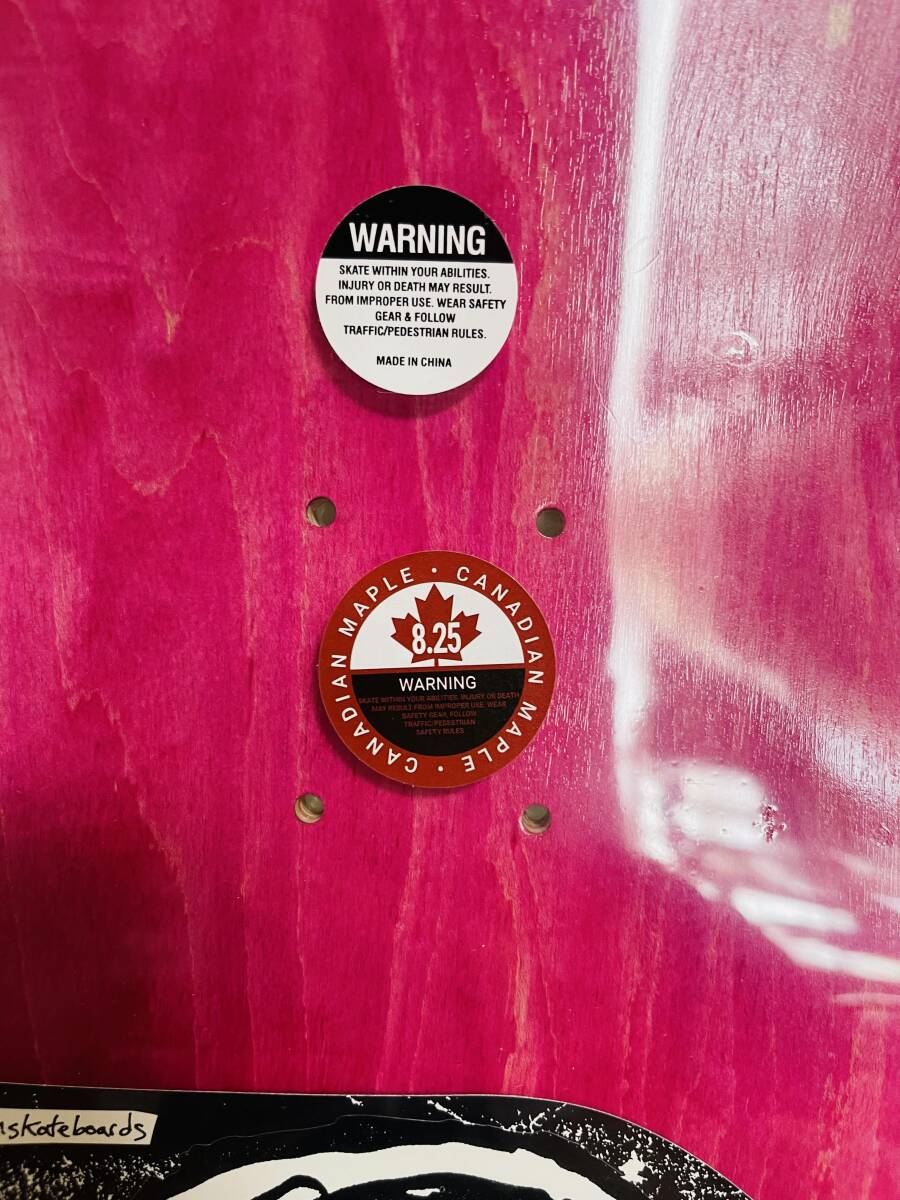 WARNING
SKATE WITHIN YOUR ABILITIES.
INJURY OR DEATH MAY RESULT.
FROM IMPROPER USE. WEAR SAFETY
GEAR & FOLLOW
TRAFFIC/PEDESTRIAN RULES.
MADE IN CHINA
CANADIAN MAPLE • CANADIAN MAPLE •
8.25
WARNING
SKATE WITHIN YOUR ABILITIES. INJURY OR DEATH
MAY RESULT FROM IMPROPER USE. WEAR
SAFETY GEAR, FOLLOW
TRAFFIC/PEDESTRIAN
SAFETY RULES
skateboards